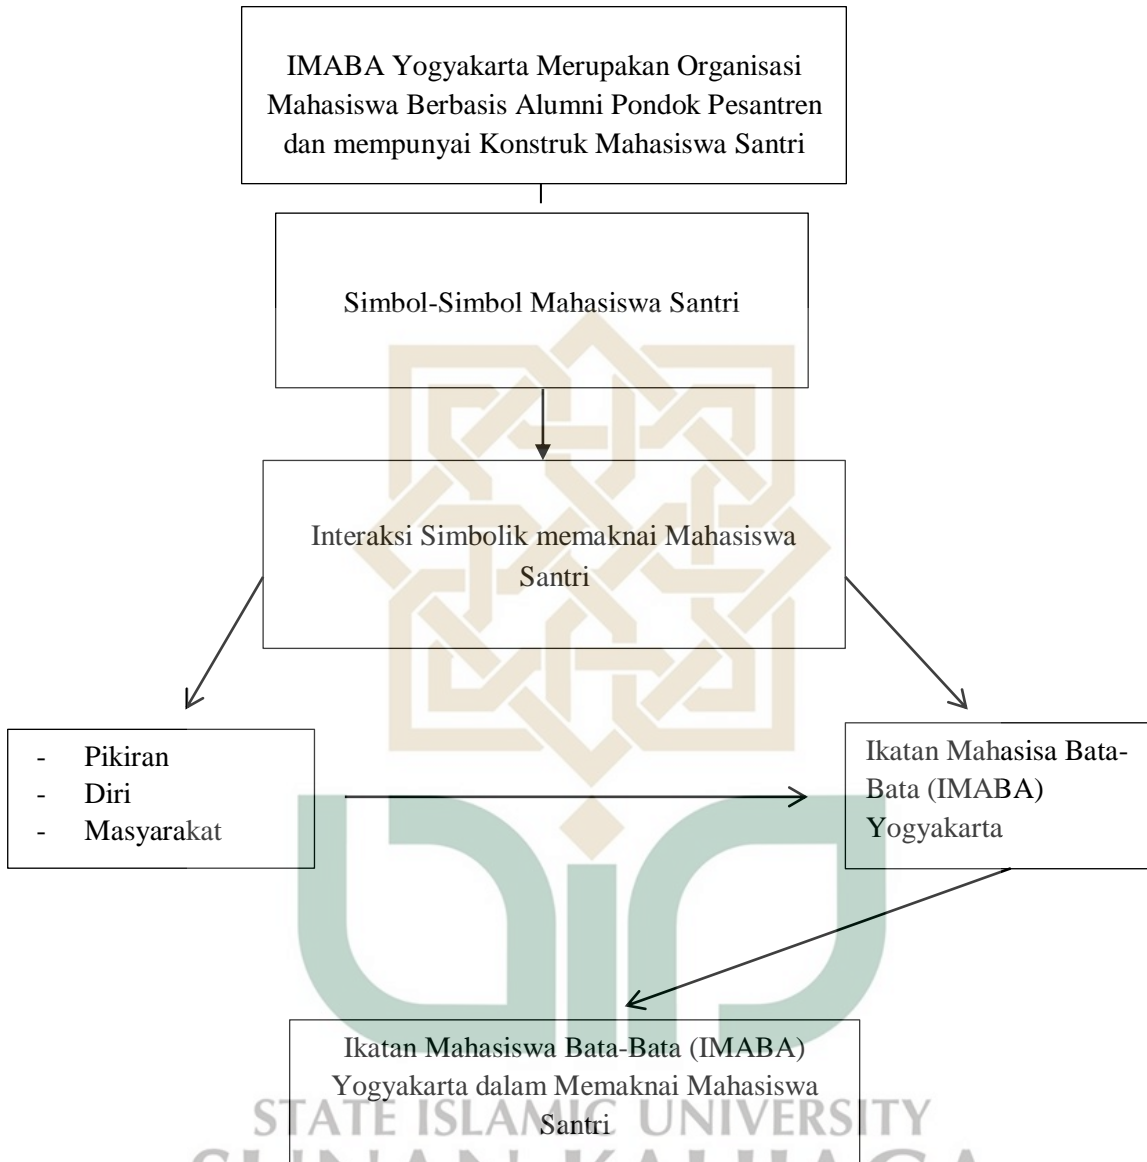 IMABA Yogyakarta Merupakan Organisasi
Mahasiswa Berbasis Alumni Pondok Pesantren
dan mempunyai Konstruk Mahasiswa Santri
Simbol-Simbol Mahasiswa Santri
Interaksi Simbolik memaknai Mahasiswa
Santri
- Pikiran
- Diri
- Masyarakat
Ikatan Mahasisa Bata-
Bata (IMABA)
Yogyakarta
Ikatan Mahasiswa Bata-Bata (IMABA)
Yogyakarta dalam Memaknai Mahasiswa
Santri
STATE ISLAMIC UNIVERSITY
SUNAN KALIJAGA